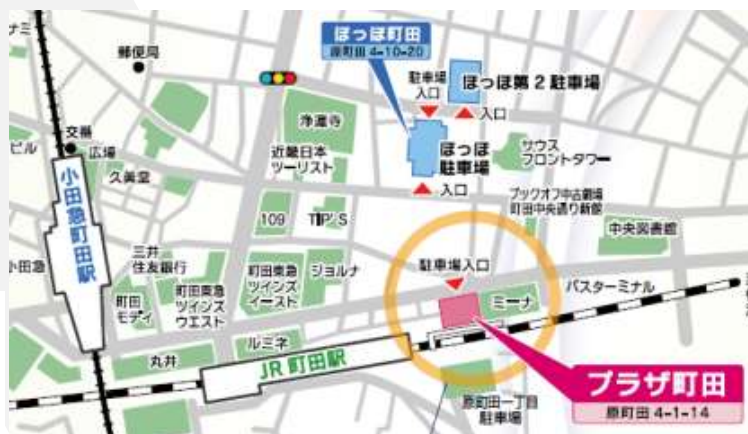 ナミ
郵便局
ぽっぽ町田
原町田 4-10-20
駐車場
入口
ぽっぽ第2駐車場
入口
浄運寺
交番
広場
ビル
久美堂
近畿日本
ツーリスト
ぽっぽ
駐車場
入口
サウス
フロントタワー
ブックオフ中古劇場
町田中央通り新館
小田急町田駅
109
TIP'S
中央図書館
三井
住友銀行
小田急
町田
モディ
町田東急
ツインズ
ウエスト
町田東急
ツインズ
イースト
ジョルナ
駐車場入口
ミーナ
バスターミナル
丸井
ルミネ
JR 町田駅
プラザ町田
原町田 4-1-14
原町田一丁目
駐車場